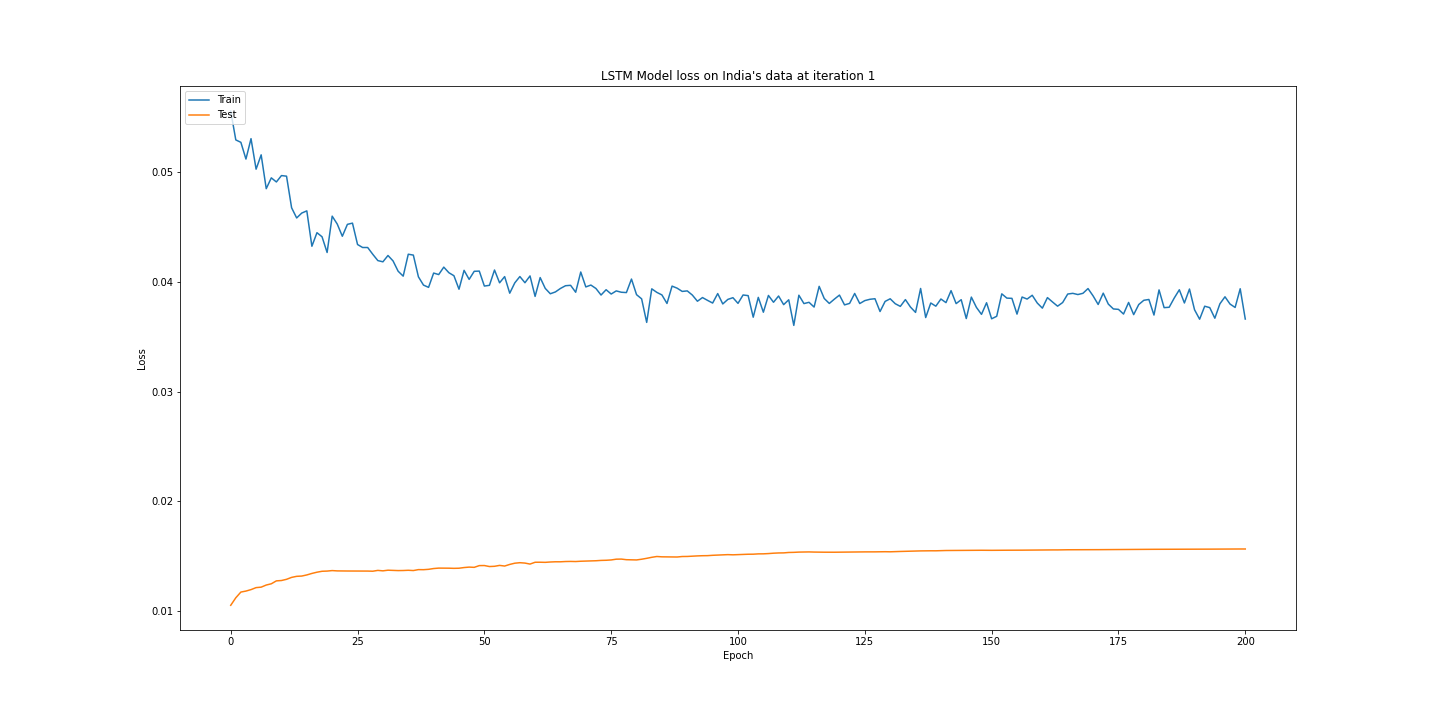 LSTM Model loss on India's data at iteration 1
Train
Test
0.05
0.04
0.03
0.02
0.01
Loss
0 25 50 75 100 125 150 175 200
Epoch